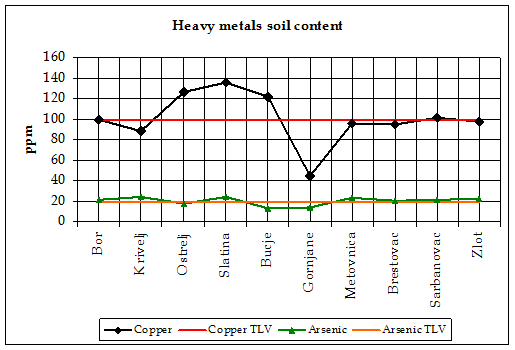 Heavy metals soil content
ppm
160
140
120
100
80
60
40
20
0
Bor
Krivelj
Ostrelj
Slatina
Bucje
Gornjane
Metovnica
Brestovac
Sarbanovac
Zlot
Copper Copper TLV Arsenic Arsenic TLV